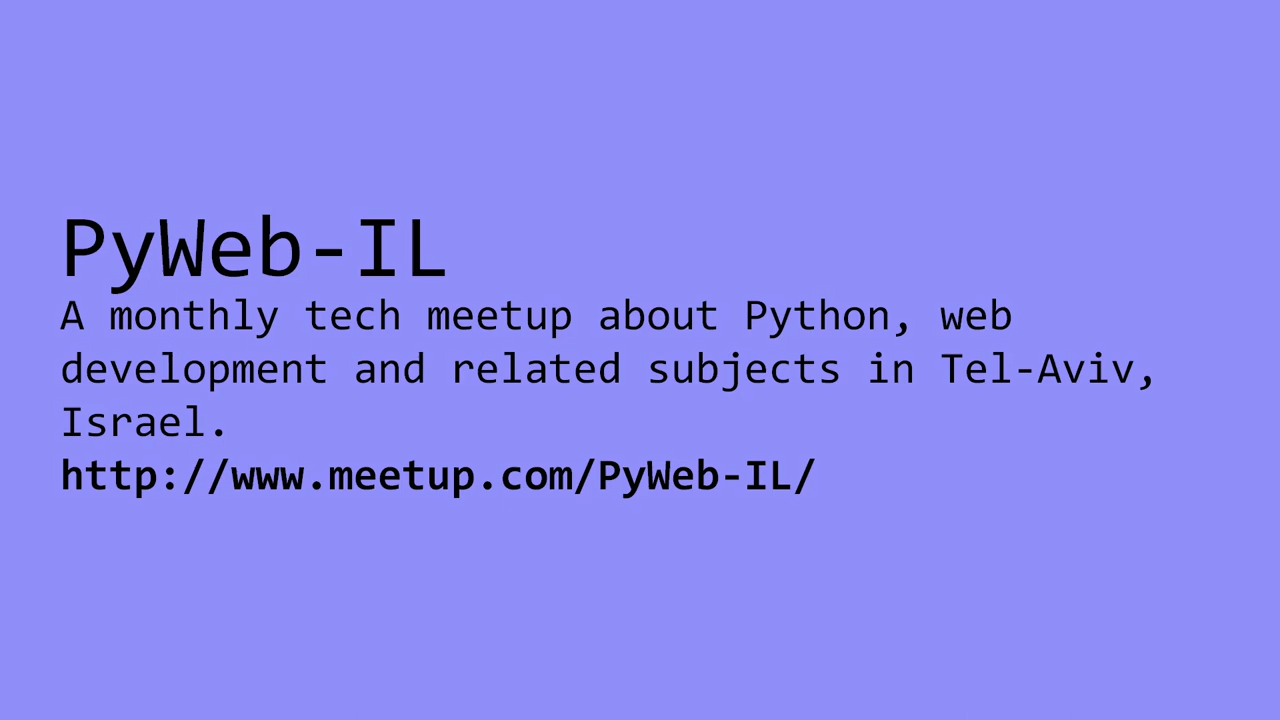 PyWeb-IL
A monthly tech meetup about Python, web
development and related subjects in Tel-Aviv,
Israel.
http://www.meetup.com/PyWeb-IL/